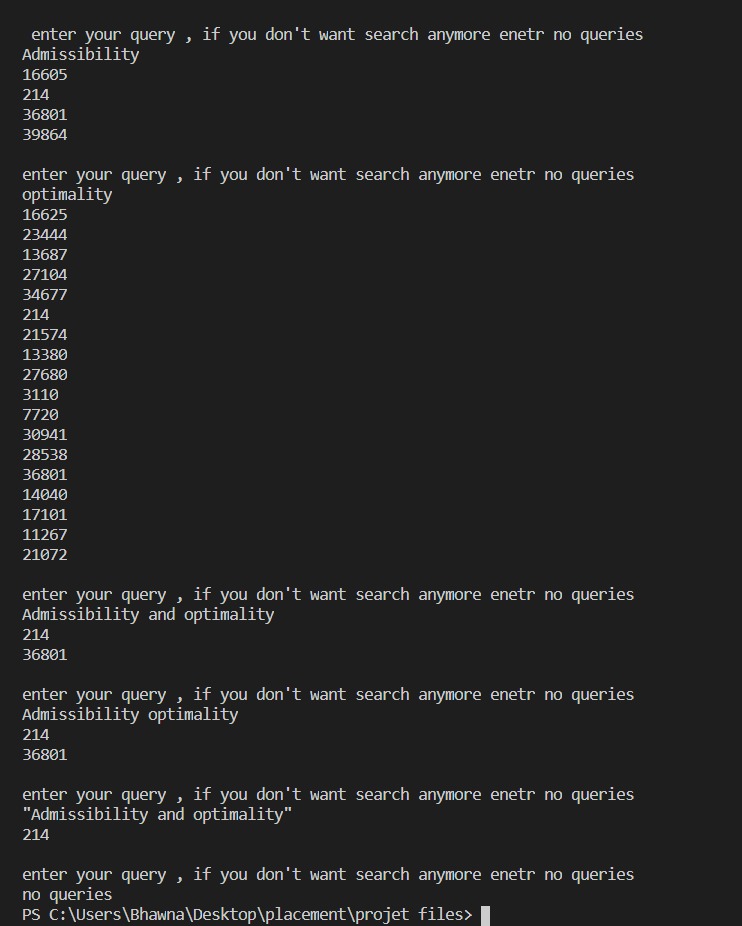 enter your query , if you don't want search anymore enetr no queries
Admissibility
16605
214
36801
39864
enter your query , if you don't want search anymore enetr no queries
optimality
16625
23444
13687
27104
34677
214
21574
13380
27680
3110
7720
30941
28538
36801
14040
17101
11267
21072
enter your query , if you don't want search anymore enetr no queries
Admissibility and optimality
214
36801
enter your query , if you don't want search anymore enetr no queries
Admissibility optimality
214
36801
enter your query , if you don't want search anymore enetr no queries
"Admissibility and optimality"
214
enter your query , if you don't want search anymore enetr no queries
no queries
PS C:\Users\Bhawna\Desktop\placement\projet files>